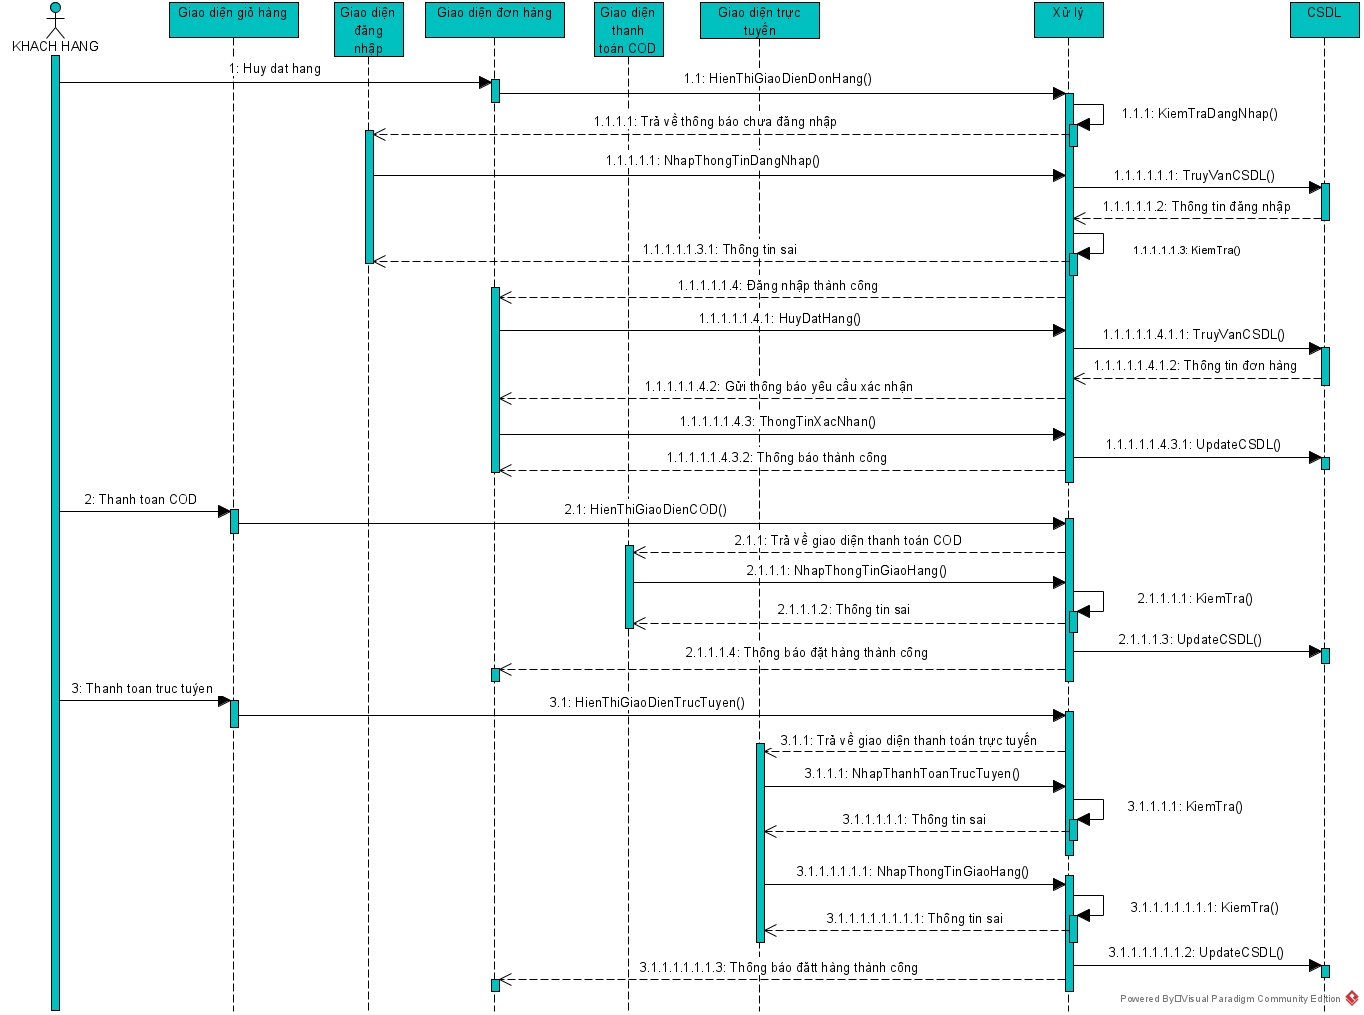 Giao diện giỏ hàng
Giao diện
đăng
nhập
Giao diện đơn hàng
Giao diện
thanh
toán COD
Giao diện trực
tuyến
Xử lý
CSDL
KHACH HANG
1: Huy dat hang
1.1: HienThiGiaoDienDonHang()
1.1.1: KiemTraDangNhap()
1.1.1.1: Trả về thông báo chưa đăng nhập
1.1.1.1.1: NhapThongTinDangNhap()
1.1.1.1.1.1: TruyVanCSDL()
1.1.1.1.1.2: Thông tin đăng nhập
1.1.1.1.1.3: KiemTra()
1.1.1.1.1.3.1: Thông tin sai
1.1.1.1.1.4: Đăng nhập thành công
1.1.1.1.1.4.1: HuyDatHang()
1.1.1.1.1.4.1.1: TruyVanCSDL()
1.1.1.1.1.4.1.2: Thông tin đơn hàng
1.1.1.1.1.4.2: Gửi thông báo yêu cầu xác nhận
1.1.1.1.1.4.3: ThongTinXacNhan()
1.1.1.1.1.4.3.1: UpdateCSDL()
1.1.1.1.1.4.3.2: Thông báo thành công
2: Thanh toan COD
2.1: HienThiGiaoDienCOD()
2.1.1: Trả về giao diện thanh toán COD
2.1.1.1: NhapThongTinGiaoHang()
2.1.1.1.1: KiemTra()
2.1.1.1.2: Thông tin sai
2.1.1.1.3: UpdateCSDL()
2.1.1.1.4: Thông báo đặt hàng thành công
3: Thanh toan truc tuýen
3.1: HienThiGiaoDienTrucTuyen()
3.1.1: Trả về giao diện thanh toán trực tuyến
3.1.1.1: NhapThanhToanTrucTuyen()
3.1.1.1.1: KiemTra()
3.1.1.1.1.1: Thông tin sai
3.1.1.1.1.1.1: NhapThongTinGiaoHang()
3.1.1.1.1.1.1.1: KiemTra()
3.1.1.1.1.1.1.1.1: Thông tin sai
3.1.1.1.1.1.1.2: UpdateCSDL()
3.1.1.1.1.1.1.3: Thông báo đătt hàng thành công
Powered By□Visual Paradigm Community Edition